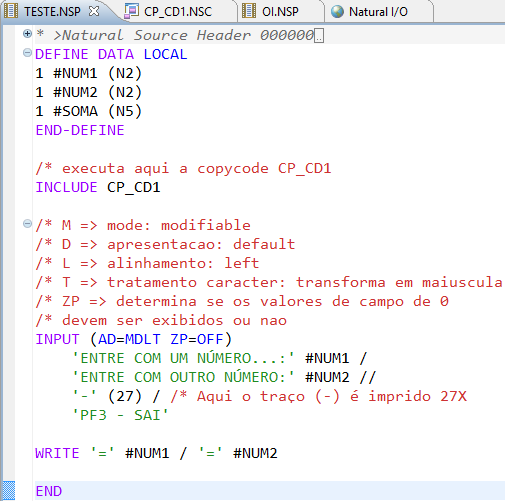 TESTE.NSP CP_CD1.NSC OI.NSP Natural I/O
* >Natural Source Header 000000
DEFINE DATA LOCAL
1 #NUM1 (N2)
1 #NUM2 (N2)
1 #SOMA (N5)
END-DEFINE
/* executa aqui a copycode CP_CD1
INCLUDE CP_CD1
/* M => mode: modifiable
/* D => apresentacao: default
/* L => alinhamento: left
/* T => tratamento caracter: transforma em maiuscula
/* ZP => determina se os valores de campo de 0
/* devem ser exibidos ou nao
INPUT (AD=MDLT ZP=OFF)
'ENTRE COM UM NÚMERO...:' #NUM1 /
'ENTRE COM OUTRO NÚMERO:' #NUM2 //
'-' (27) / /* Aqui o traço (-) é imprido 27X
'PF3 - SAI'
WRITE '=' #NUM1 / '=' #NUM2
END